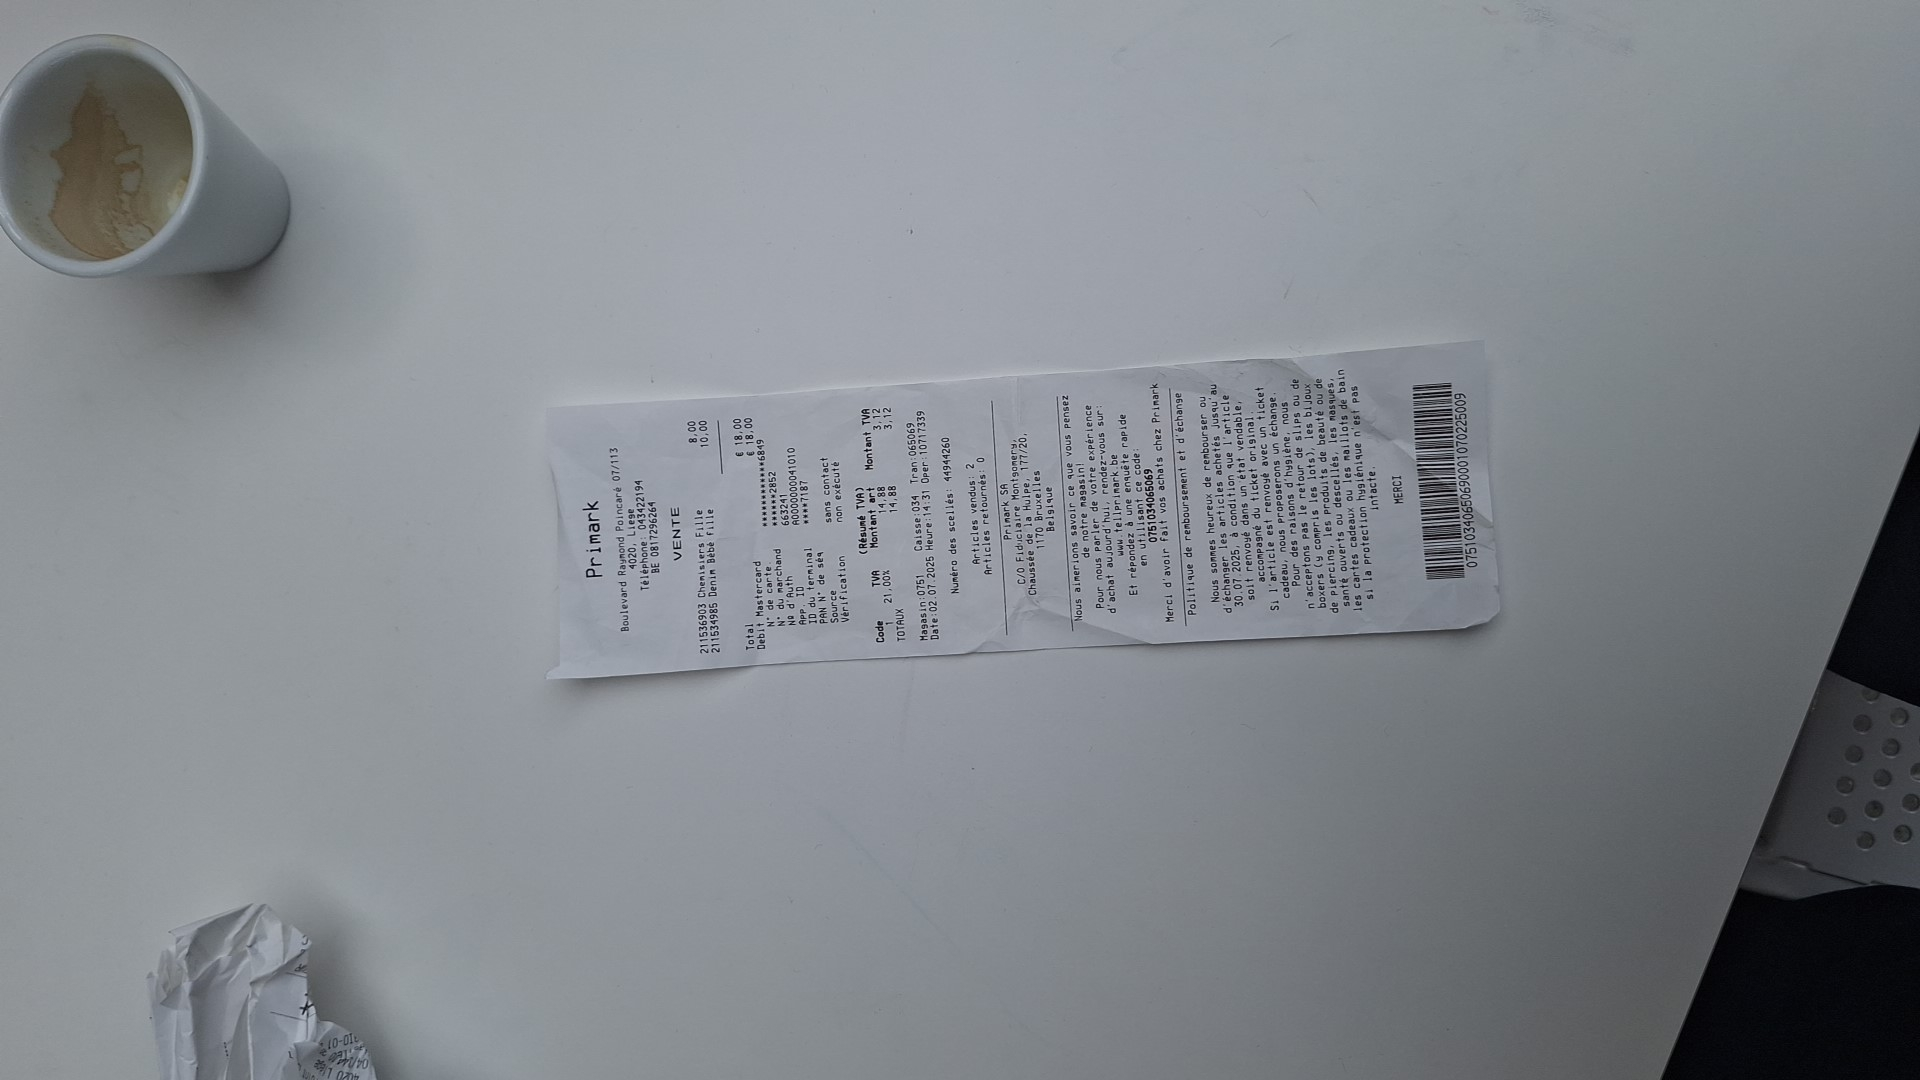 Primark
Boulevard Raymond Poincaré 07/113
4020, Liege
Téléphone: 043422194
BE 0817296264
VENTE
211536903 Chemisiers Fille 8,00
211534985 Denim Bébé Fille 10,00
Total € 18,00
Debit Mastercard € 18,00
N° de carte ************6849
N° du marchand ******2852
Nº d'Auth 663241
App. ID A0000000041010
ID du terminal ****7187
PAN N° de séq
Source sans contact
Vérification non exécuté
(Résumé TVA)
Code TVA Montant art Montant TVA
1 21,00% 14,88 3,12
TOTAUX 14,88 3,12
Magasin:0751 Caisse:034 Tran:065069
Date:02.07.2025 Heure:14:31 Oper:10717339
Numéro des scellés: 44944260
Articles vendus: 2
Articles retournés: 0
Primark SA
C/O Fiduciaire Montgomery,
Chaussée de la Hulpe, 177/20,
1170 Bruxelles
Belgique
Nous aimerions savoir ce que vous pensez
de notre magasin!
Pour nous parler de votre expérience
d'achat aujourd'hui, rendez-vous sur:
www.tellprimark.be
Et répondez à une enquête rapide
en utilisant ce code:
0751034065069
Merci d'avoir fait vos achats chez Primark
Politique de remboursement et d'échange
Nous sommes heureux de rembourser ou
d'échanger les articles achetés jusqu'au
30.07.2025, à condition que l'article
soit renvoyé dans un état vendable,
accompagné du ticket original.
Si l'article est renvoyé avec un ticket
cadeau, nous proposerons un échange.
Pour des raisons d'hygiène, nous
n'acceptons pas le retour de slips ou de
boxers (y compris les lots), les bijoux
de piercing, les produits de beauté ou de
santé ouverts ou descellés, les masques,
les cartes cadeaux ou les maillots de bain
si la protection hygiénique n'est pas
intacte.
MERCI
075103406506900010702​25009
4020 L